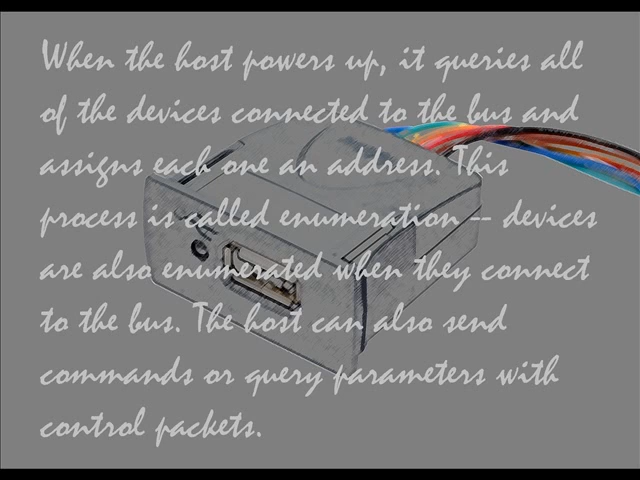 When the host powers up, it queries all
of the devices connected to the bus and
assigns each one an address. This
process is called enumeration -- devices
are also enumerated when they connect
to the bus. The host can also send
commands or query parameters with
control packets.